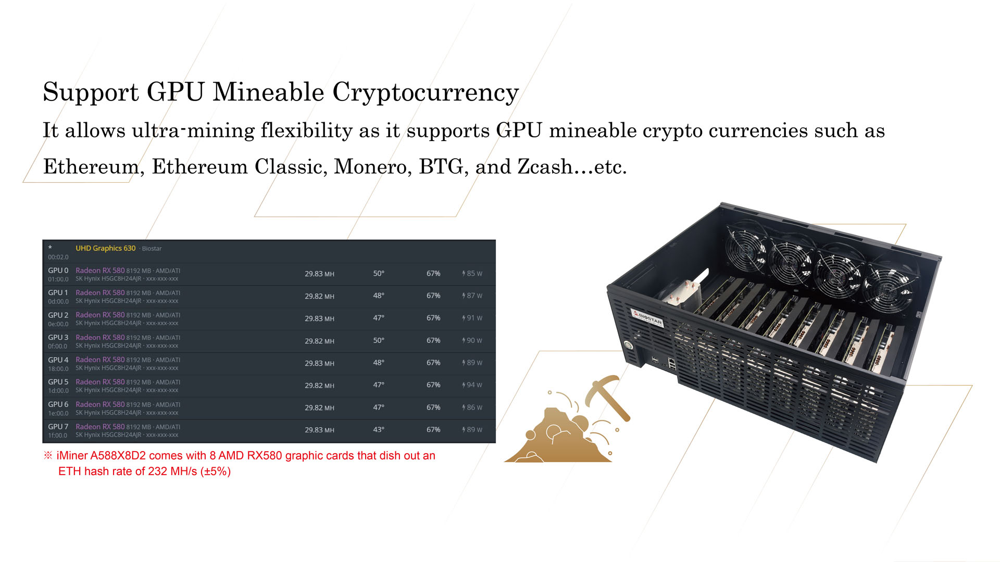 Support GPU Mineable Cryptocurrency
It allows ultra-mining flexibility as it supports GPU mineable crypto currencies such as
Ethereum, Ethereum Classic, Monero, BTG, and Zcash...etc.
* UHD Graphics 630 · Biostar
00:02.0
GPU 0 Radeon RX 580 8192 MB · AMD/ATI 29.83 MH 50° 67% 85 W
01:00.0 SK Hynix H5GC8H24AJR · xxx-xxx-xxx
GPU 1 Radeon RX 580 8192 MB · AMD/ATI 29.82 MH 48° 67% 87 W
0d:00.0 SK Hynix H5GC8H24AJR · xxx-xxx-xxx
GPU 2 Radeon RX 580 8192 MB · AMD/ATI 29.83 MH 47° 67% 91 W
0e:00.0 SK Hynix H5GC8H24AJR · xxx-xxx-xxx
GPU 3 Radeon RX 580 8192 MB · AMD/ATI 29.82 MH 50° 67% 90 W
0f:00.0 SK Hynix H5GC8H24AJR · xxx-xxx-xxx
GPU 4 Radeon RX 580 8192 MB · AMD/ATI 29.83 MH 48° 67% 89 W
18:00.0 SK Hynix H5GC8H24AJR · xxx-xxx-xxx
GPU 5 Radeon RX 580 8192 MB · AMD/ATI 29.82 MH 47° 67% 94 W
1d:00.0 SK Hynix H5GC8H24AJR · xxx-xxx-xxx
GPU 6 Radeon RX 580 8192 MB · AMD/ATI 29.82 MH 47° 67% 86 W
1e:00.0 SK Hynix H5GC8H24AJR · xxx-xxx-xxx
GPU 7 Radeon RX 580 8192 MB · AMD/ATI 29.83 MH 43° 67% 89 W
1f:00.0 SK Hynix H5GC8H24AJR · xxx-xxx-xxx
※ iMiner A588X8D2 comes with 8 AMD RX580 graphic cards that dish out an
ETH hash rate of 232 MH/s (±5%)
BIOSTAR